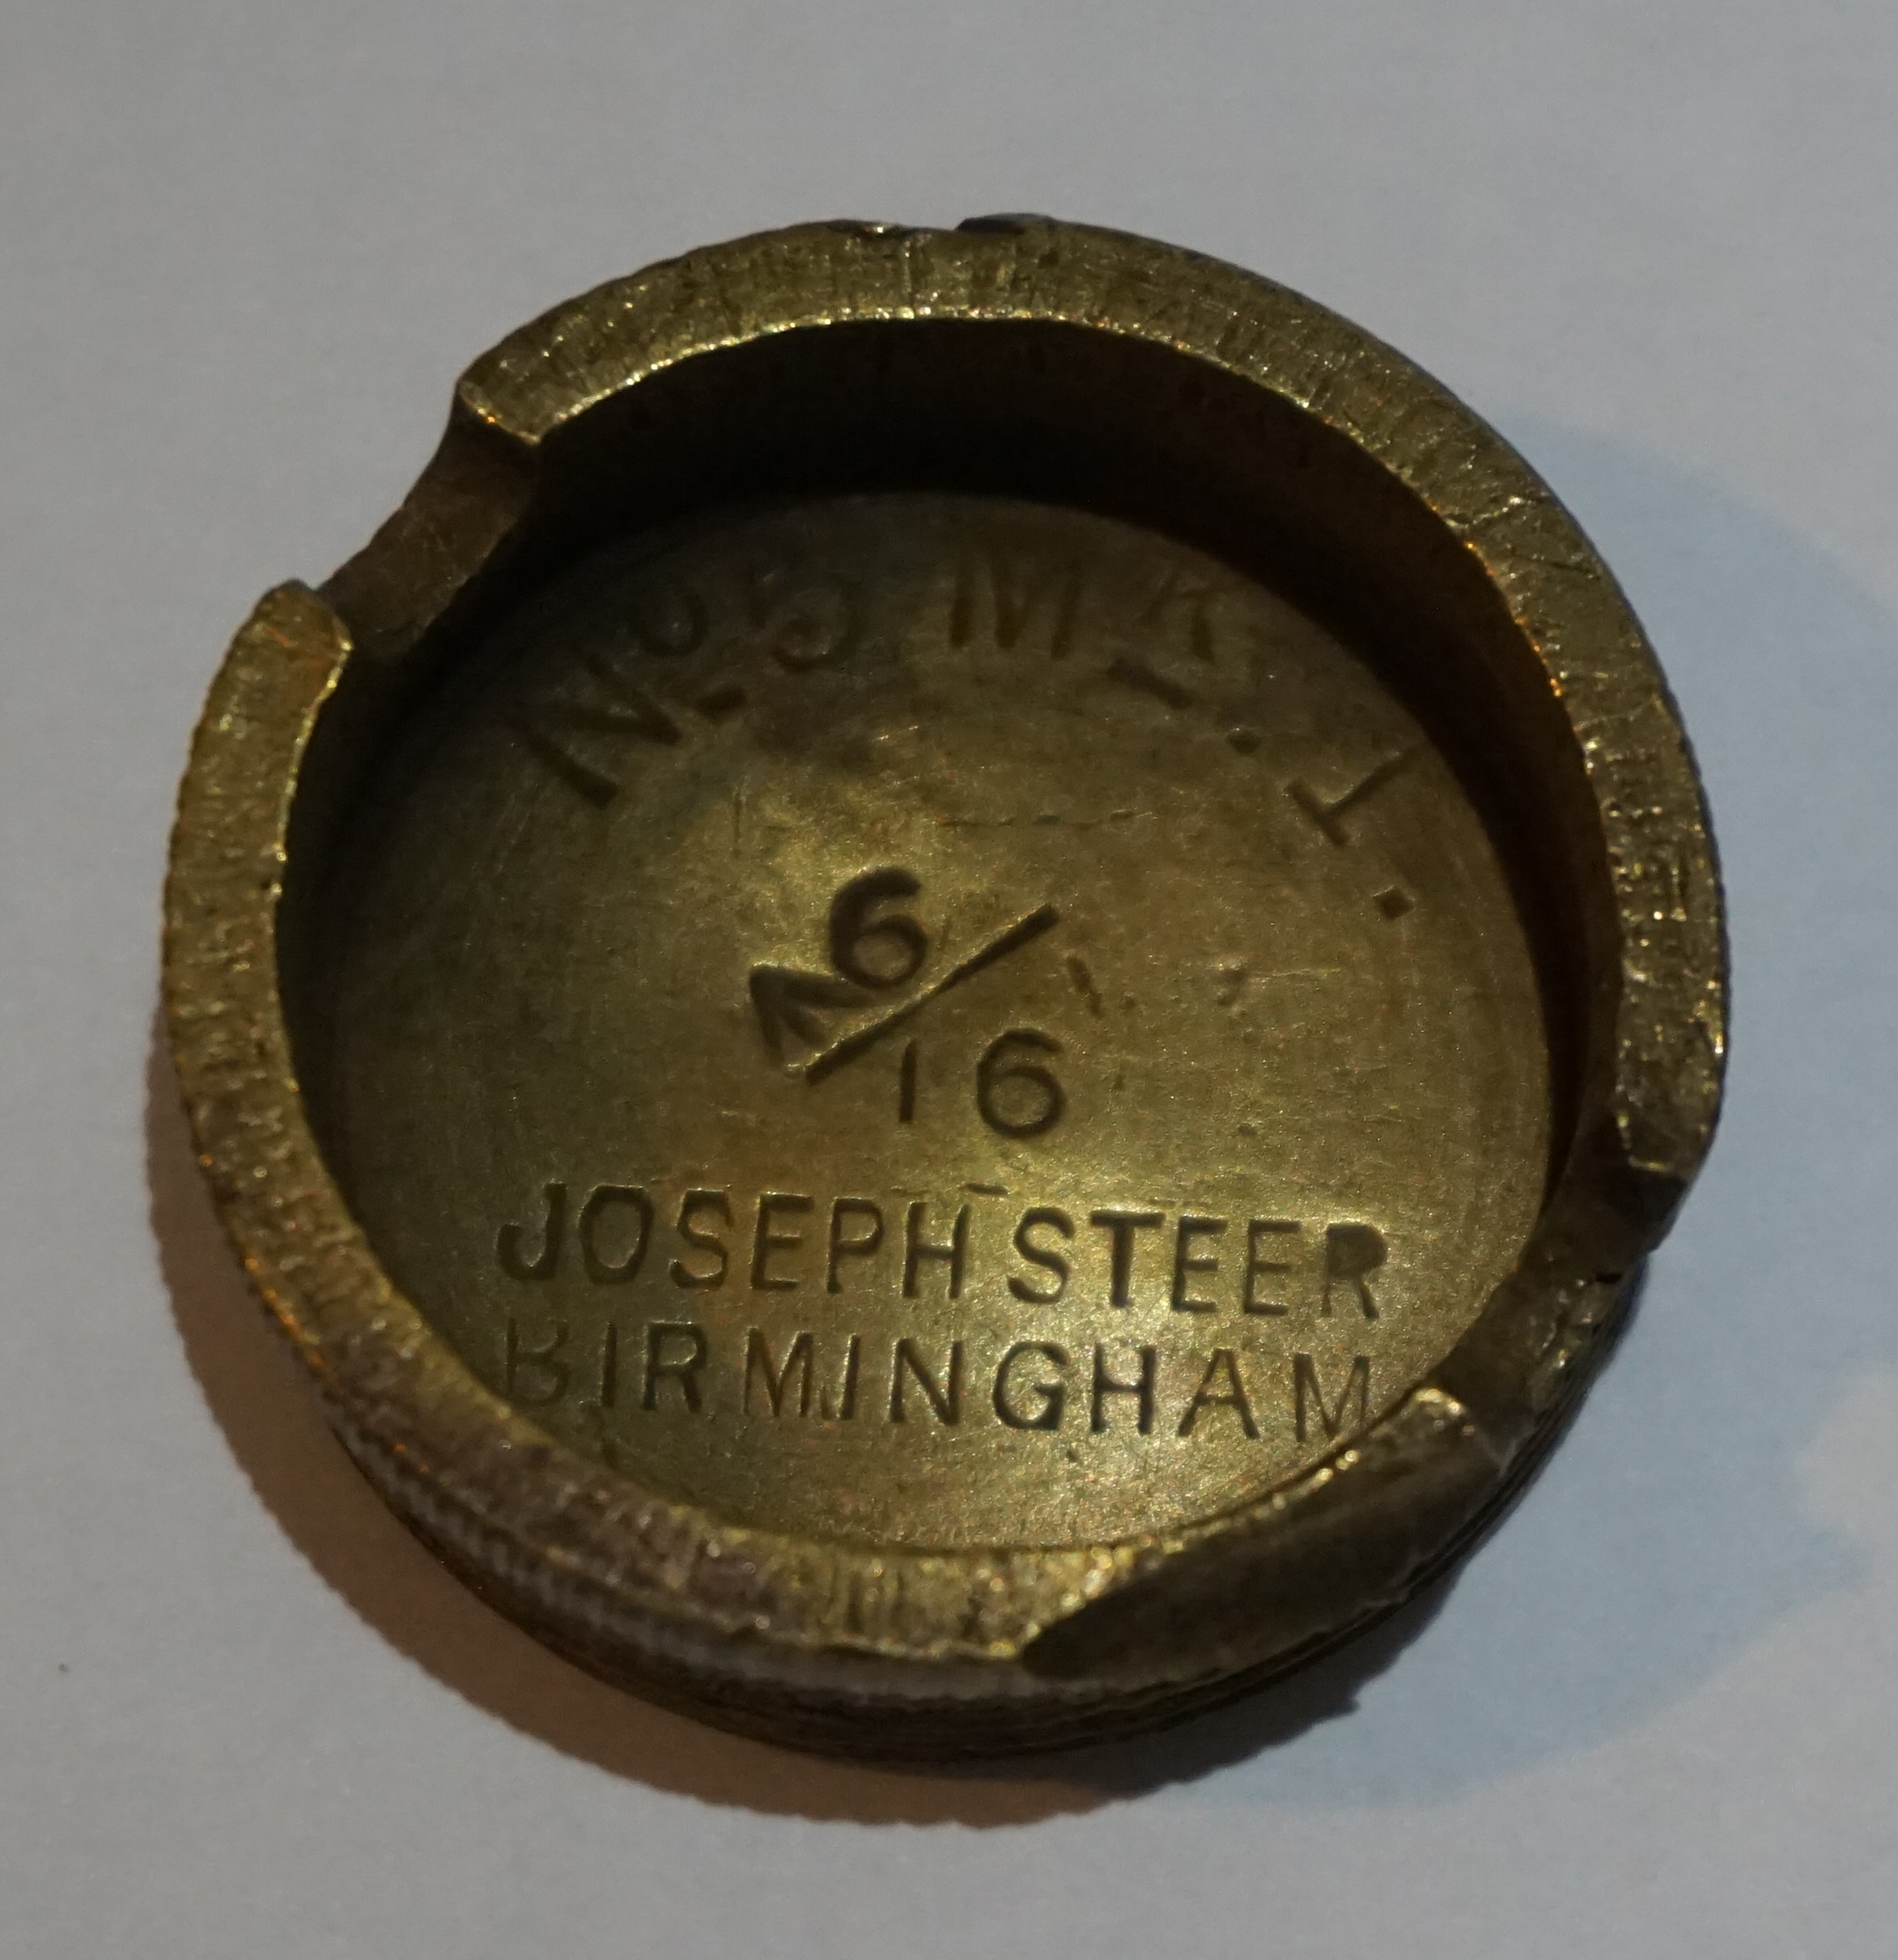 No. 5 MK. I.
6/16
JOSEPH STEER
BIRMINGHAM